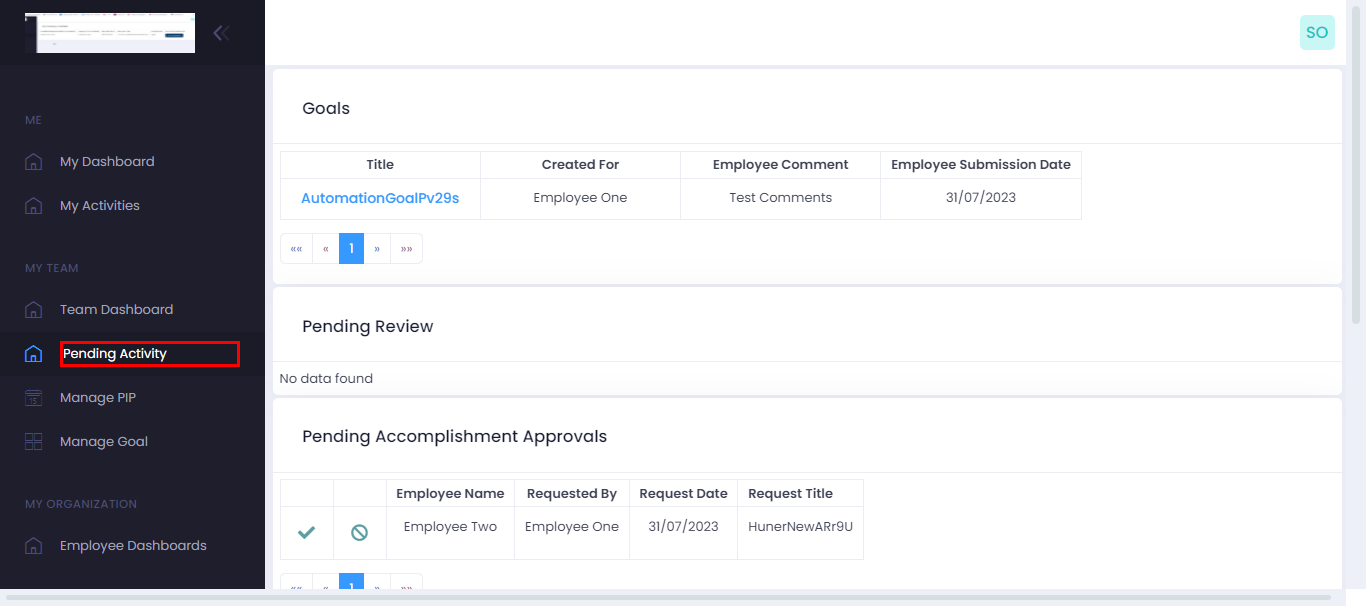 SO
ME
My Dashboard
My Activities
MY TEAM
Team Dashboard
Pending Activity
Manage PIP
15
Manage Goal
MY ORGANIZATION
Employee Dashboards
Goals
Title Created For Employee Comment Employee Submission Date
AutomationGoalPv29s Employee One Test Comments 31/07/2023
«« « 1 » »»
Pending Review
No data found
Pending Accomplishment Approvals
Employee Name Requested By Request Date Request Title
Employee Two Employee One 31/07/2023 HunerNewARr9U
«« « 1 » »»